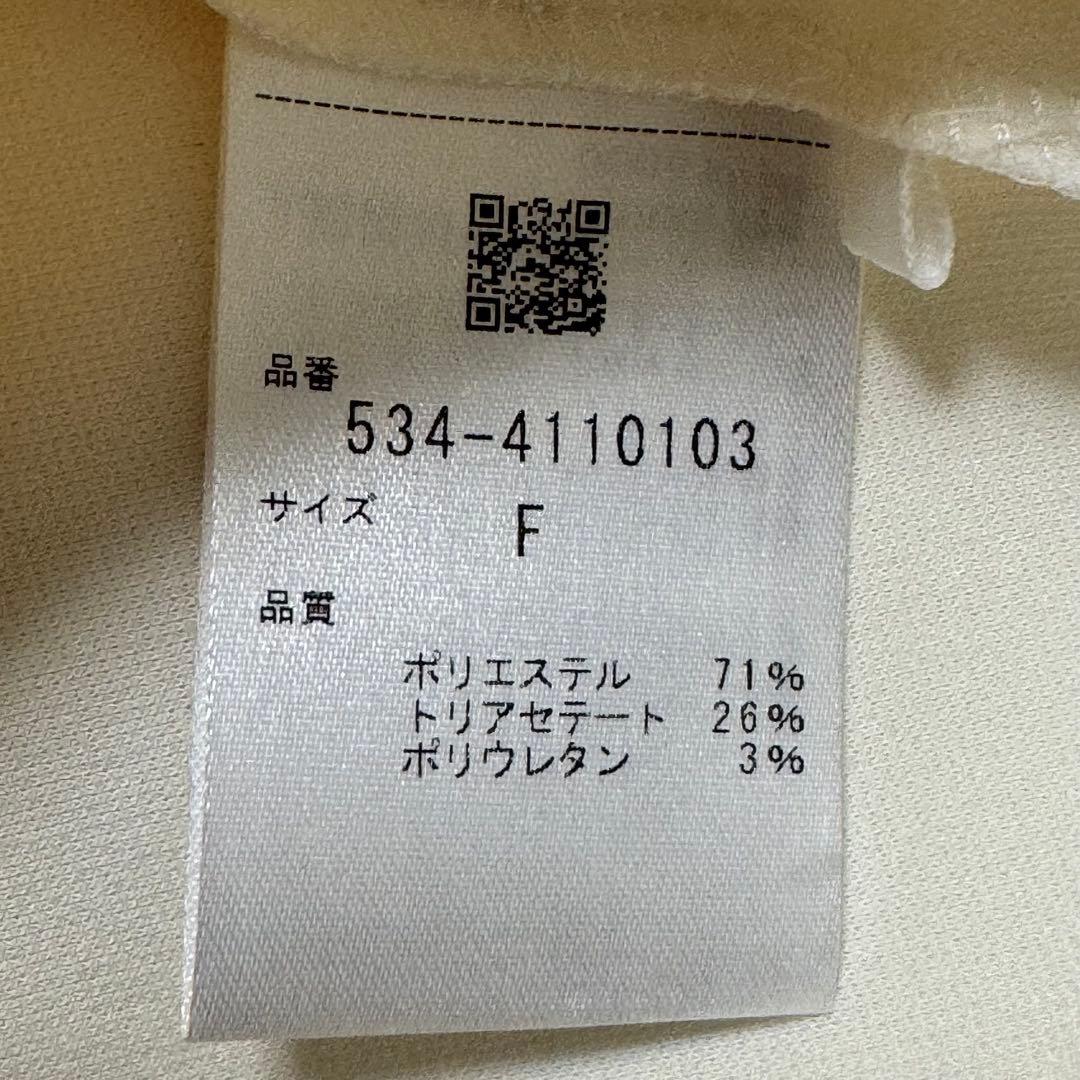 品番
534-4110103
サイズ F
品質
ポリエステル 71%
トリアセテート 26%
ポリウレタン 3%